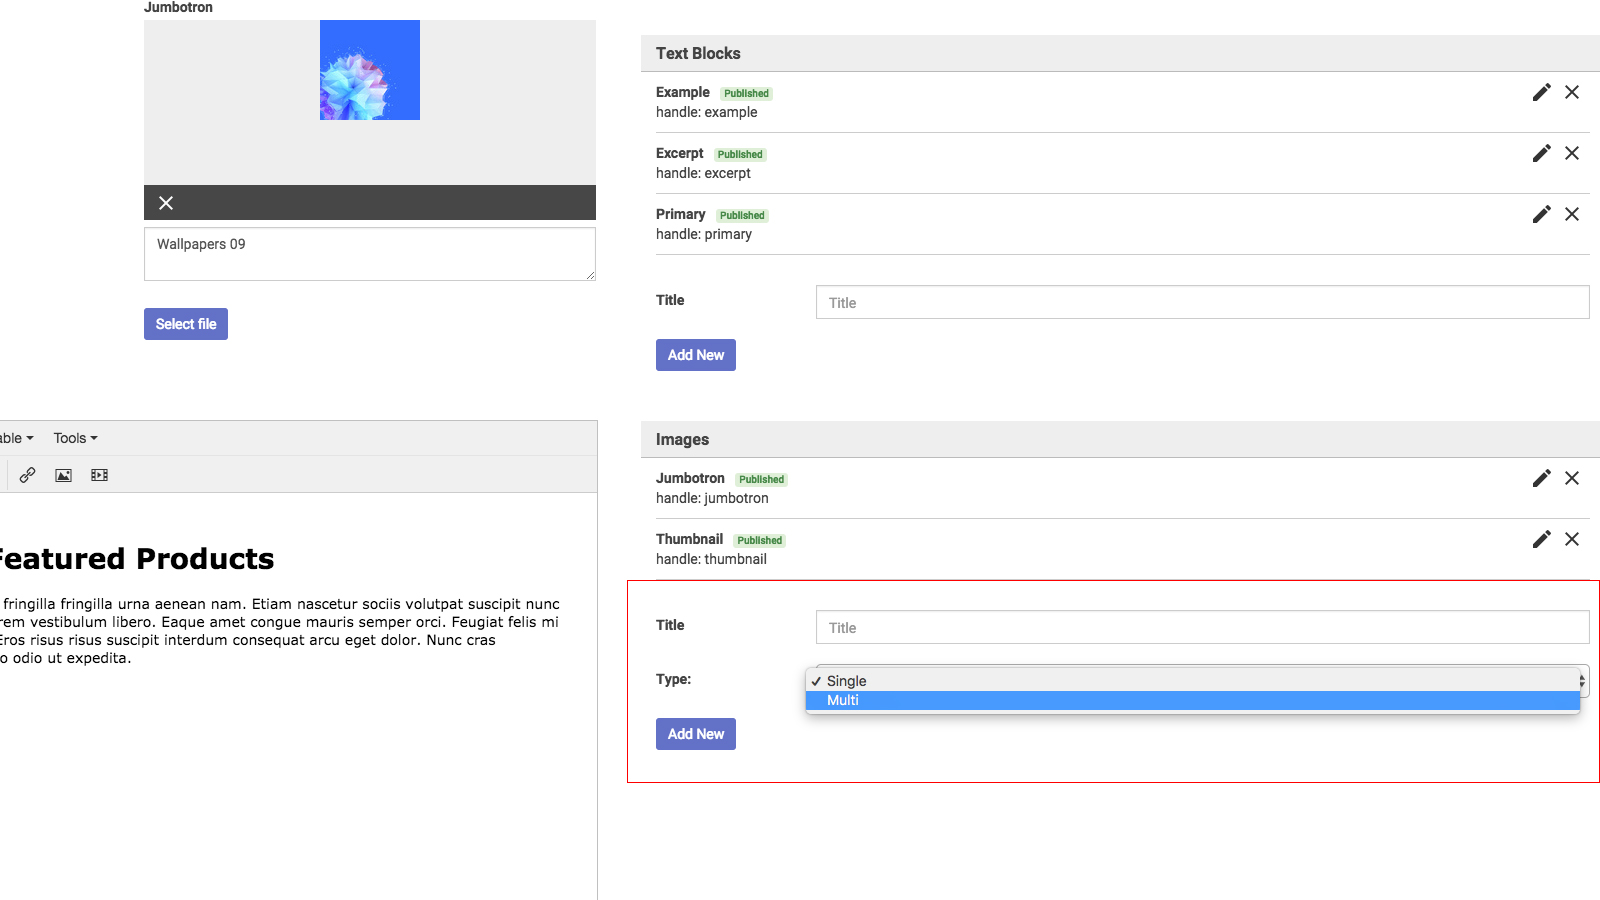 Jumbotron
Wallpapers 09
Select file
Tools
Featured Products
fringilla fringilla urna aenean nam. Etiam nascetur sociis volutpat suscipit nunc
vestibulum libero. Eaque amet congue mauris semper orci. Feugiat felis mi
Eros risus risus suscipit interdum consequat arcu eget dolor. Nunc cras
odio ut expedita.
Text Blocks
Example Published
handle: example
Excerpt Published
handle: excerpt
Primary Published
handle: primary
Title Title
Add New
Images
Jumbotron Published
handle: jumbotron
Thumbnail Published
handle: thumbnail
Title Title
Type: ✓ Single
Multi
Add New